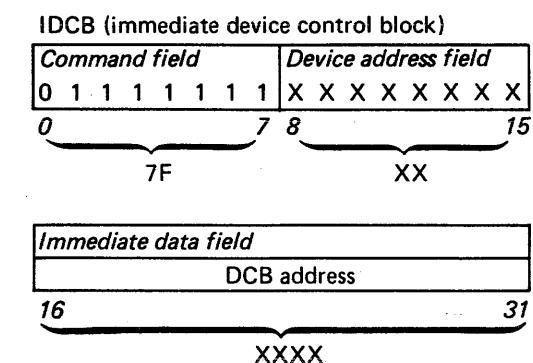 IDCB (immediate device control block)
Command field Device address field
0 1 1 1 1 1 1 1 X X X X X X X X
0 7 8 15
7F XX
Immediate data field
DCB address
16 31
XXXX